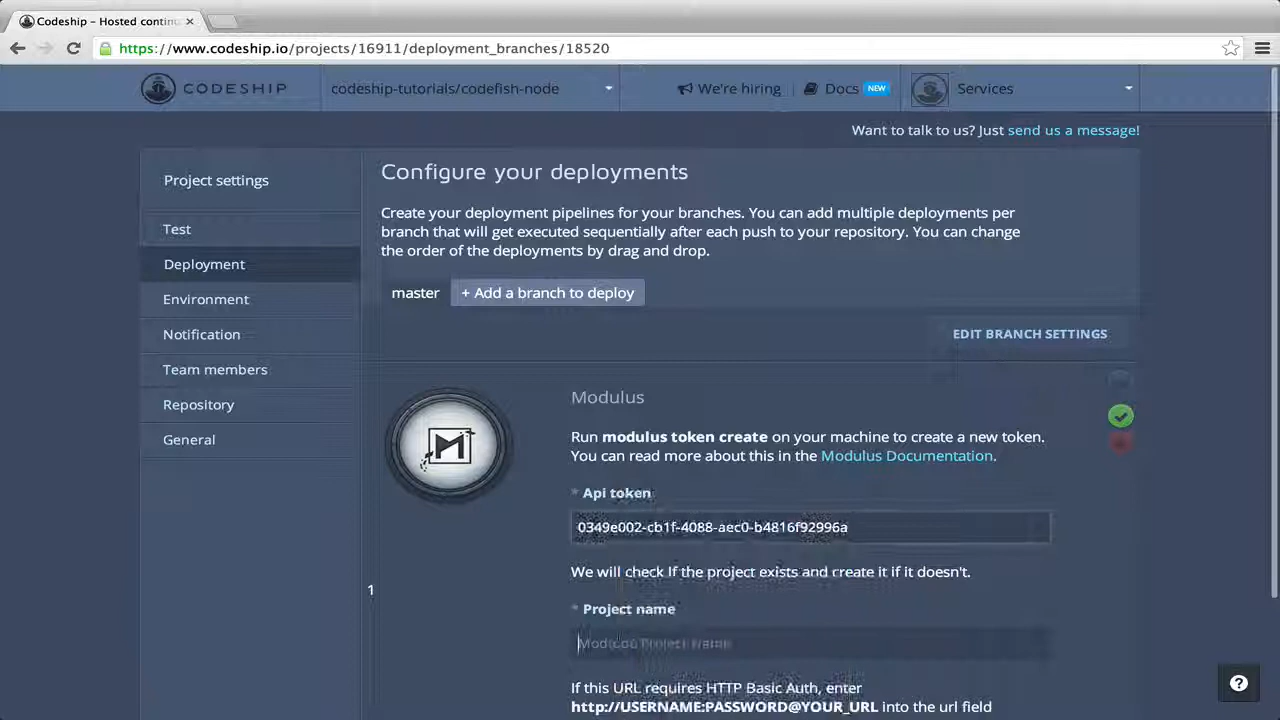 Codeship – Hosted continu
https://www.codeship.io/projects/16911/deployment_branches/18520
CODESHIP
codeship-tutorials/codefish-node
We're hiring
Docs NEW
Services
Want to talk to us? Just send us a message!
Project settings
Test
Deployment
Environment
Notification
Team members
Repository
General
Configure your deployments
Create your deployment pipelines for your branches. You can add multiple deployments per
branch that will get executed sequentially after each push to your repository. You can change
the order of the deployments by drag and drop.
master
+ Add a branch to deploy
EDIT BRANCH SETTINGS
1
M
Modulus
Run modulus token create on your machine to create a new token.
You can read more about this in the Modulus Documentation.
* Api token
0349e002-cb1f-4088-aec0-b4816f92996a
We will check If the project exists and create it if it doesn't.
* Project name
Modulus Project Name
If this URL requires HTTP Basic Auth, enter
http://USERNAME:PASSWORD@YOUR_URL into the url field
?